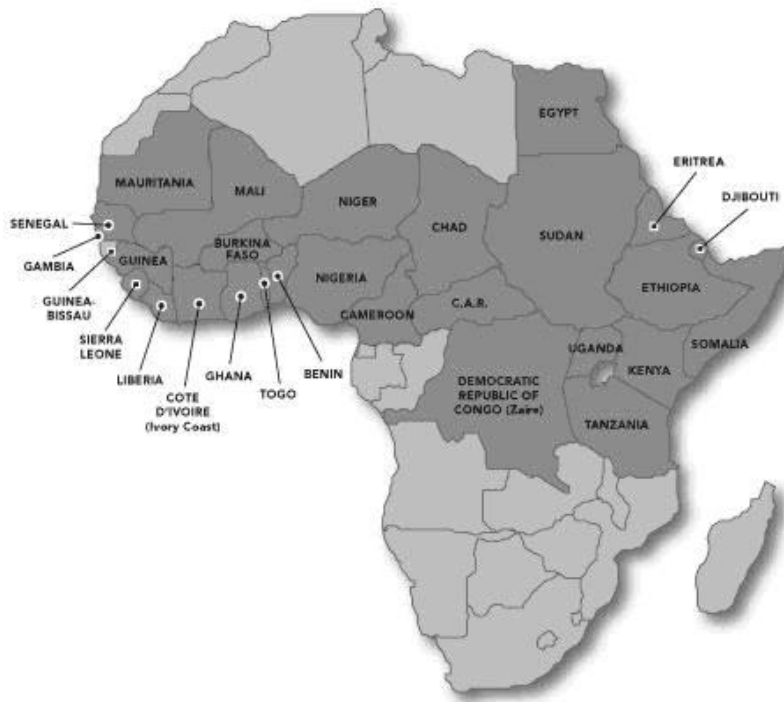 EGYPT
ERITREA
MAURITANIA
MALI
NIGER
DJIBOUTI
SENEGAL
CHAD
SUDAN
GAMBIA
GUINEA
BURKINA
FASO
NIGERIA
ETHIOPIA
GUINEA-
BISSAU
CAMEROON
C.A.R.
SIERRA
LEONE
UGANDA
SOMALIA
LIBERIA
GHANA
TOGO
BENIN
KENYA
COTE
D'IVOIRE
(Ivory Coast)
DEMOCRATIC
REPUBLIC OF
CONGO (Zaire)
TANZANIA